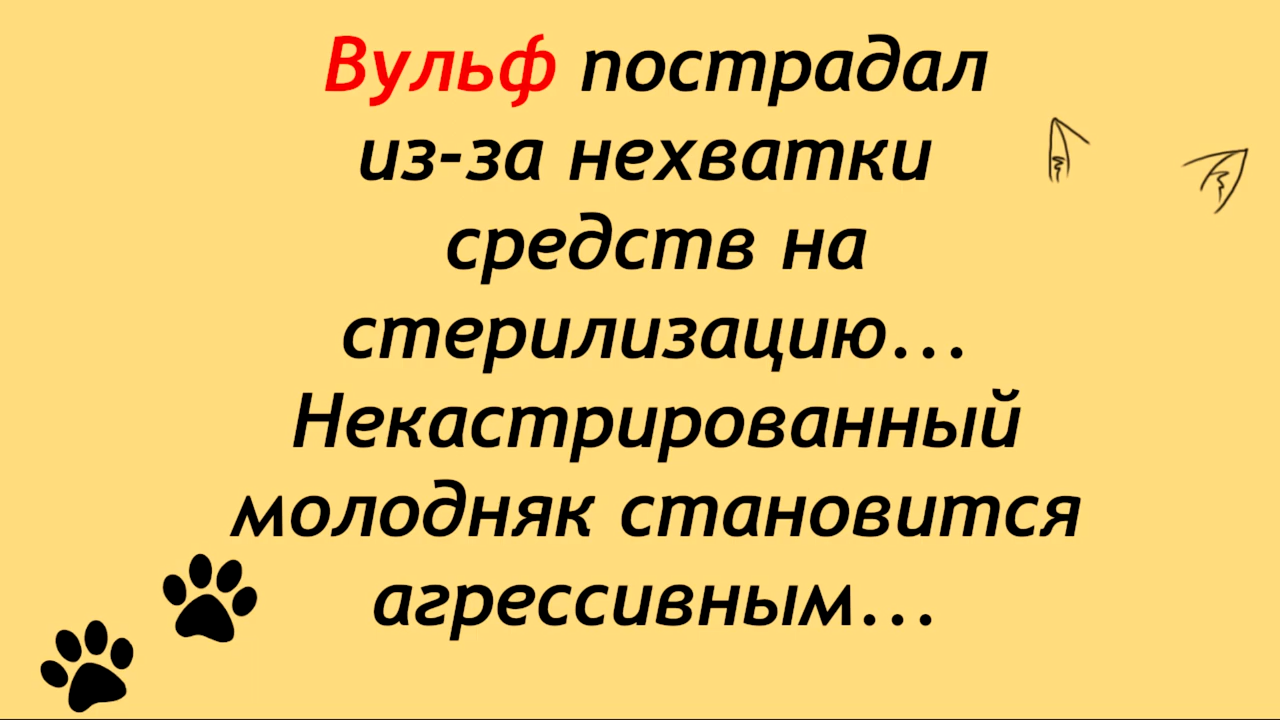 Вульф пострадал
из-за нехватки
средств на
стерилизацию...
Некастрированный
молодняк становится
агрессивным...